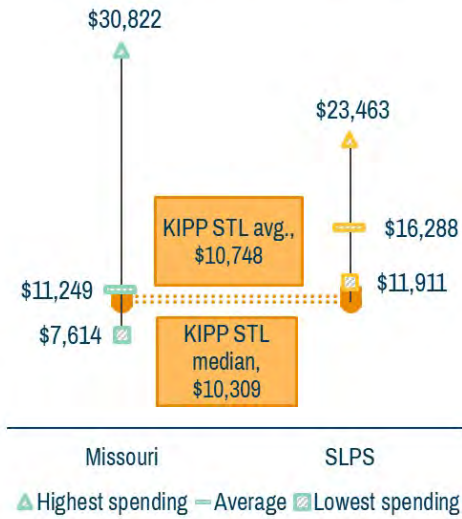 $30,822
$23,463
KIPP STL avg.,
$10,748
$16,288
$11,249
$11,911
$7,614
KIPP STL
median,
$10,309
Missouri
SLPS
Highest spending
Average
Lowest spending